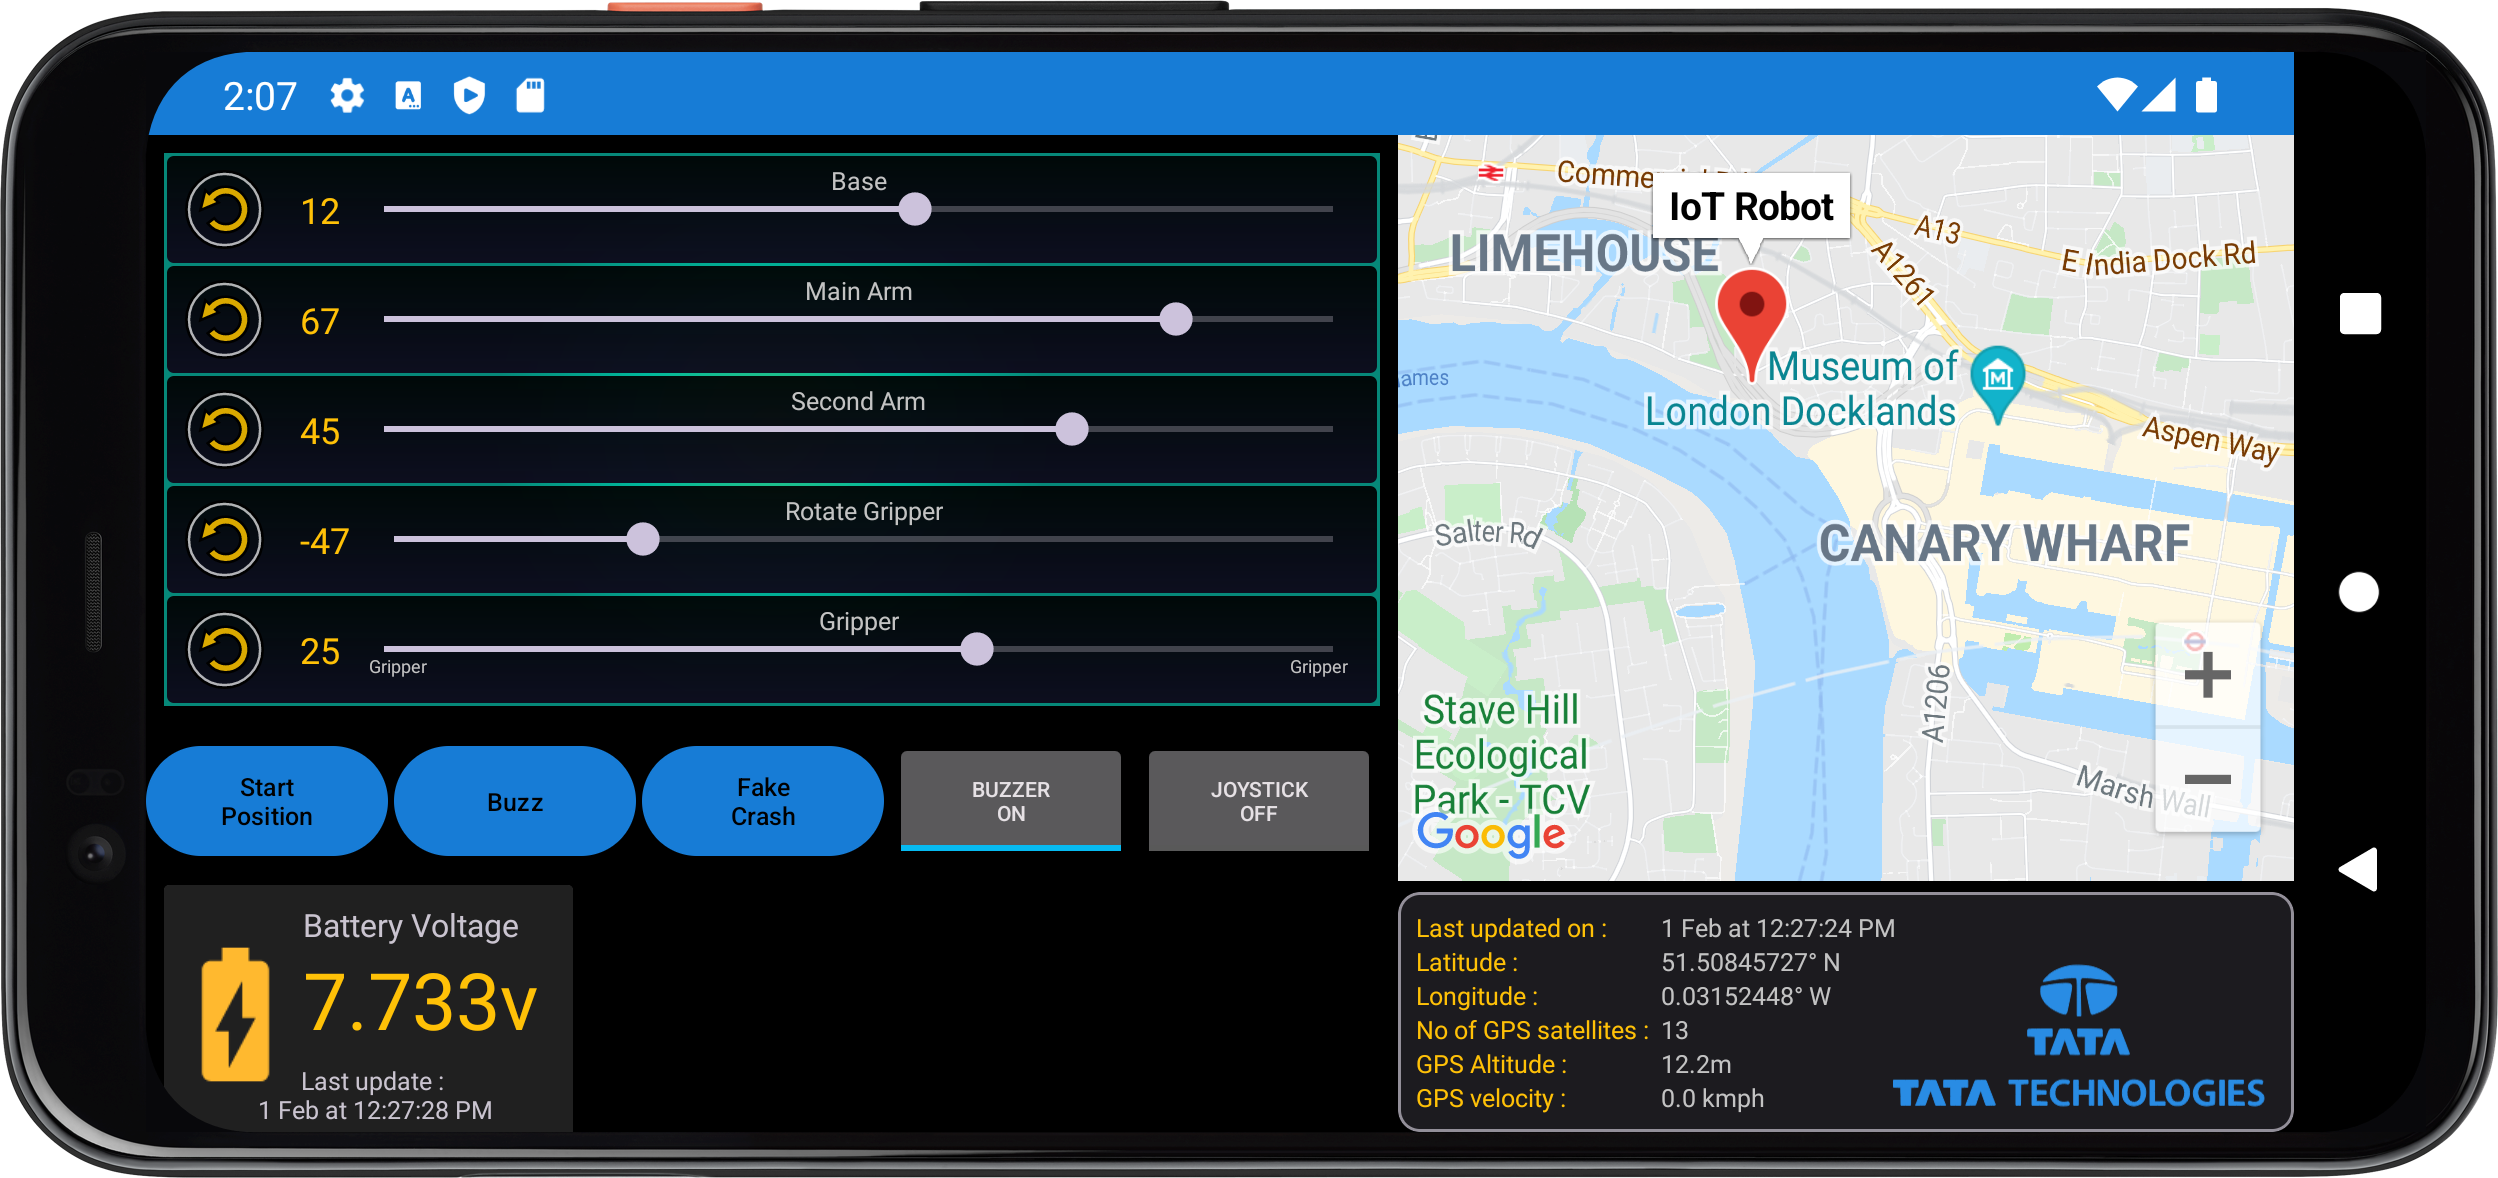 2:07
Base
12
Main Arm
67
Second Arm
45
Rotate Gripper
-47
Gripper
25
Gripper
Gripper
Start
Position
Buzz
Fake
Crash
BUZZER
ON
JOYSTICK
OFF
Battery Voltage
7.733v
Last update :
1 Feb at 12:27:28 PM
IoT Robot
LIMEHOUSE
A13
E India Dock Rd
A1261
Museum of
London Docklands
M
ames
Aspen Way
Salter Rd
CANARY WHARF
A1206
Stave Hill
Ecological
Park - TCV
Marsh Wall
Google
Last updated on : 1 Feb at 12:27:24 PM
Latitude : 51.50845727° N
Longitude : 0.03152448° W
No of GPS satellites : 13
GPS Altitude : 12.2m
GPS velocity : 0.0 kmph
TATA
TATA TECHNOLOGIES